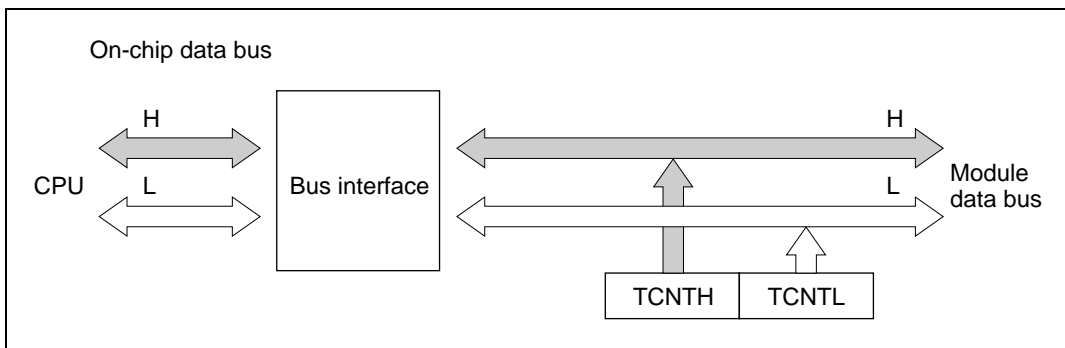 On-chip data bus
H
H
CPU
L
Bus interface
L
Module
data bus
TCNTH
TCNTL